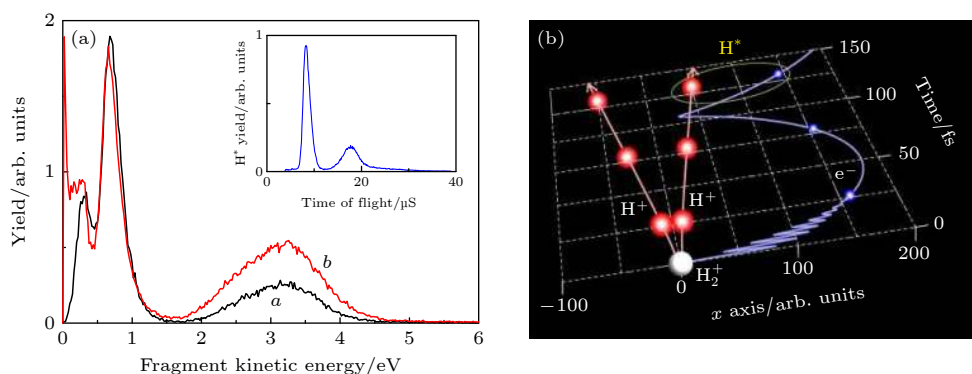 (a)
2
1
0
Yield/arb. units
0
1
2
3
4
5
6
Fragment kinetic energy/eV
a
b
1
0
H* yield/arb. units
0
20
40
Time of flight/µS
(b)
H*
150
100
50
0
Time/fs
e−
H+
H+
H2+
−100
0
100
200
x axis/arb. units